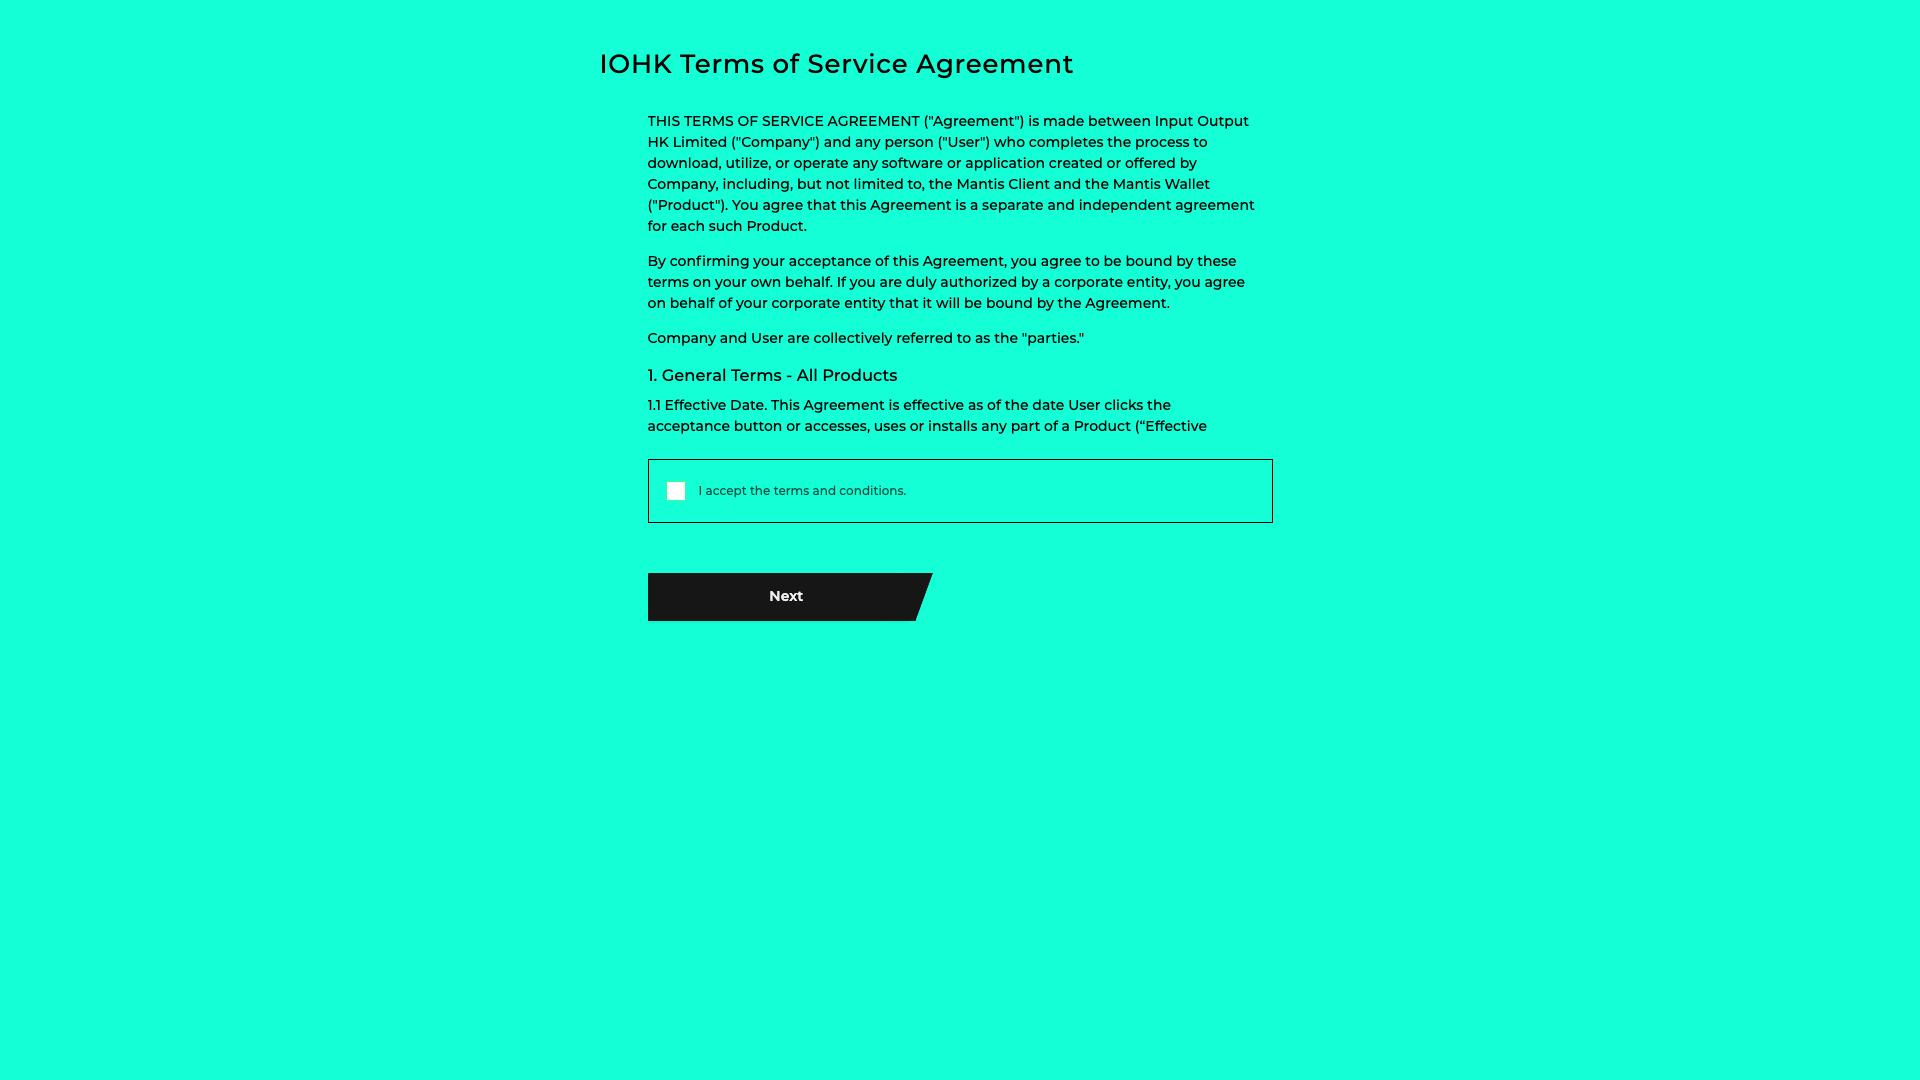 IOHK Terms of Service Agreement
THIS TERMS OF SERVICE AGREEMENT ("Agreement") is made between Input Output
HK Limited ("Company") and any person ("User") who completes the process to
download, utilize, or operate any software or application created or offered by
Company, including, but not limited to, the Mantis Client and the Mantis Wallet
("Product"). You agree that this Agreement is a separate and independent agreement
for each such Product.
By confirming your acceptance of this Agreement, you agree to be bound by these
terms on your own behalf. If you are duly authorized by a corporate entity, you agree
on behalf of your corporate entity that it will be bound by the Agreement.
Company and User are collectively referred to as the "parties."
1. General Terms - All Products
1.1 Effective Date. This Agreement is effective as of the date User clicks the
acceptance button or accesses, uses or installs any part of a Product (“Effective
I accept the terms and conditions.
Next